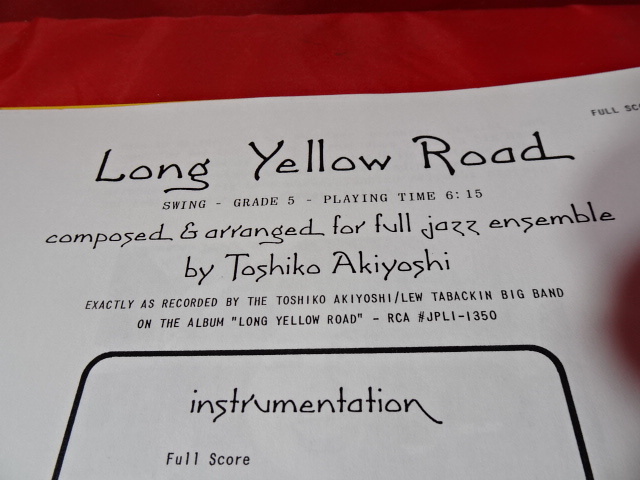 FULL
Long Yellow Road
SWING - GRADE 5 - PLAYING TIME 6:15
composed & arranged for full jazz ensemble
by Toshiko Akiyoshi
EXACTLY AS RECORDED BY THE TOSHIKO AKIYOSHI/LEW TABACKIN BIG BAND
ON THE ALBUM "LONG YELLOW ROAD" - RCA #JPL1-1350
instrumentation
Full Score